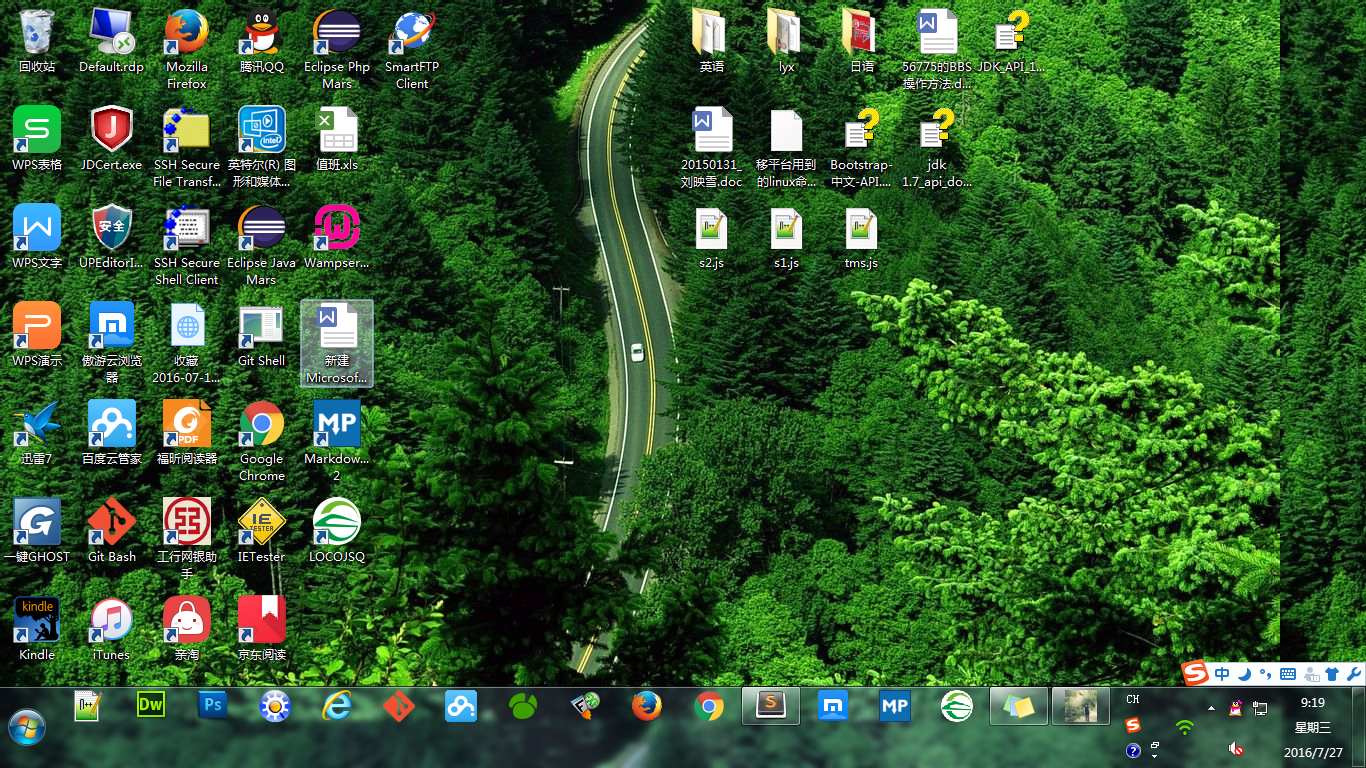 回收站
Default.rdp
Mozilla
Firefox
腾讯QQ
Eclipse Php
Mars
SmartFTP
Client
英语
lyx
日语
56775的BBS
操作方法.d...
JDK_API_1...
WPS表格
JDCert.exe
SSH Secure
File Transf...
英特尔(R) 图
形和媒体...
值班.xls
20150131_
刘映雪.doc
移平台用到
的linux命...
Bootstrap-
中文-API....
jdk
1.7_api_do...
WPS文字
安全
UPEditorI...
SSH Secure
Shell Client
Eclipse Java
Mars
Wampser...
s2.js
s1.js
tms.js
WPS演示
傲游云浏览
器
收藏
2016-07-1...
Git Shell
新建
Microsof...
迅雷7
百度云管家
PDF
福昕阅读器
Google
Chrome
MP
Markdow...
2
一键GHOST
Git Bash
工行网银助
手
IE
TESTER
IETester
LOCOJSQ
kindle
Kindle
iTunes
亲淘
京东阅读
中
Dw
Ps
MP
CH
9:19
星期三
2016/7/27